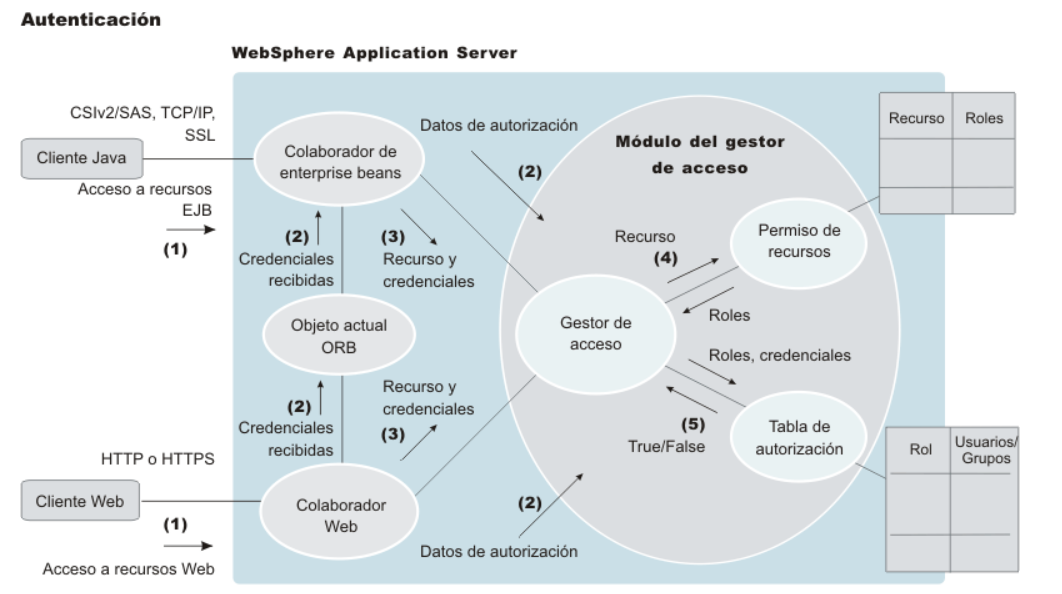 Autenticación
WebSphere Application Server
CSIv2/SAS, TCP/IP,
SSL
Cliente Java
Acceso a recursos
EJB
(1)
Colaborador de
enterprise beans
Datos de autorización
(2)
Módulo del gestor
de acceso
Recurso
Roles
(2)
Credenciales
recibidas
(3)
Recurso y
credenciales
Recurso
(4)
Permiso de
recursos
Roles
Objeto actual
ORB
Gestor de
acceso
Roles, credenciales
(2)
Credenciales
recibidas
Recurso y
credenciales
(3)
(5)
True/False
Tabla de
autorización
Rol
Usuarios/
Grupos
HTTP o HTTPS
Cliente Web
(1)
Acceso a recursos Web
Colaborador
Web
(2)
Datos de autorización